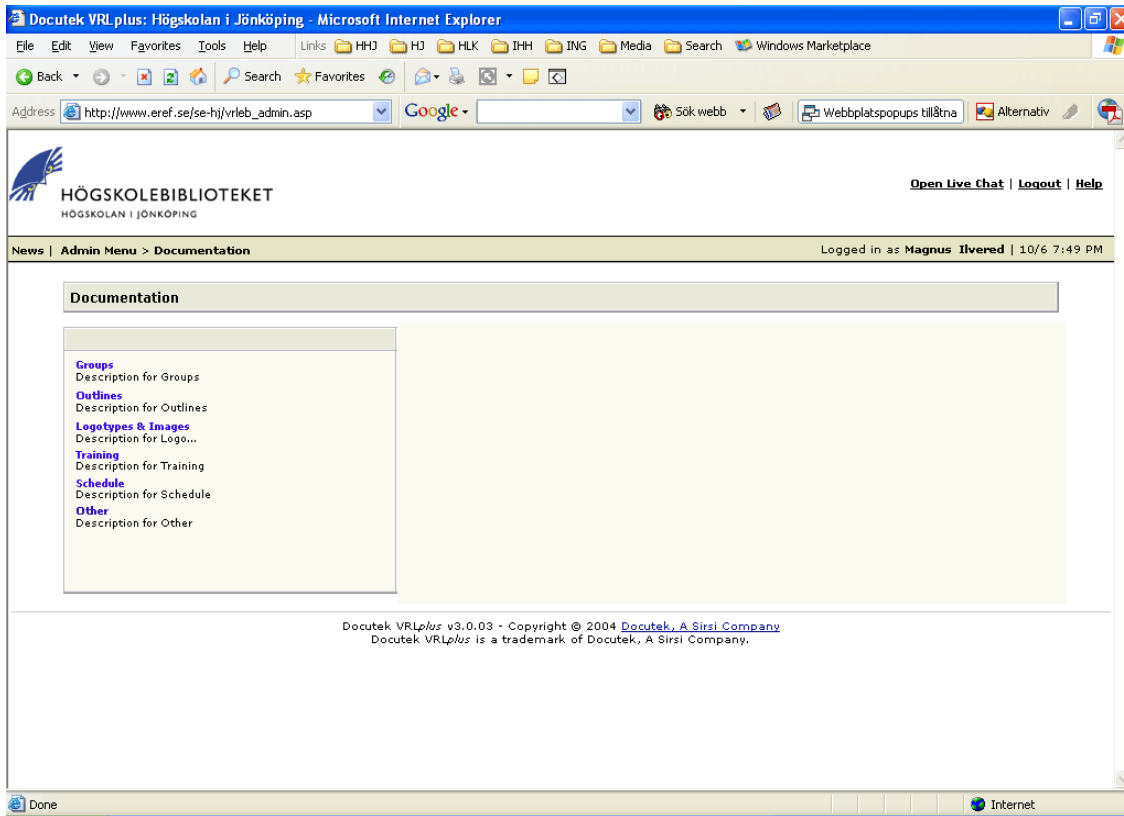 Docutek VRLplus: Högskolan i Jönköping - Microsoft Internet Explorer
File Edit View Favorites Tools Help Links HHJ HJ HLK IHH ING Media Search Windows Marketplace
Back Search Favorites
Address http://www.eref.se/se-hj/vrleb_admin.asp Google Sök webb Webbplatspopups tillåtna Alternativ
HÖGSKOLEBIBLIOTEKET
HÖGSKOLAN I JÖNKÖPING
Open Live Chat | Logout | Help
News | Admin Menu > Documentation Logged in as Magnus Ilvered | 10/6 7:49 PM
Documentation
Groups
Description for Groups
Outlines
Description for Outlines
Logotypes & Images
Description for Logo...
Training
Description for Training
Schedule
Description for Schedule
Other
Description for Other
Docutek VRLplus v3.0.03 - Copyright © 2004 Docutek, A Sirsi Company
Docutek VRLplus is a trademark of Docutek, A Sirsi Company.
Done Internet